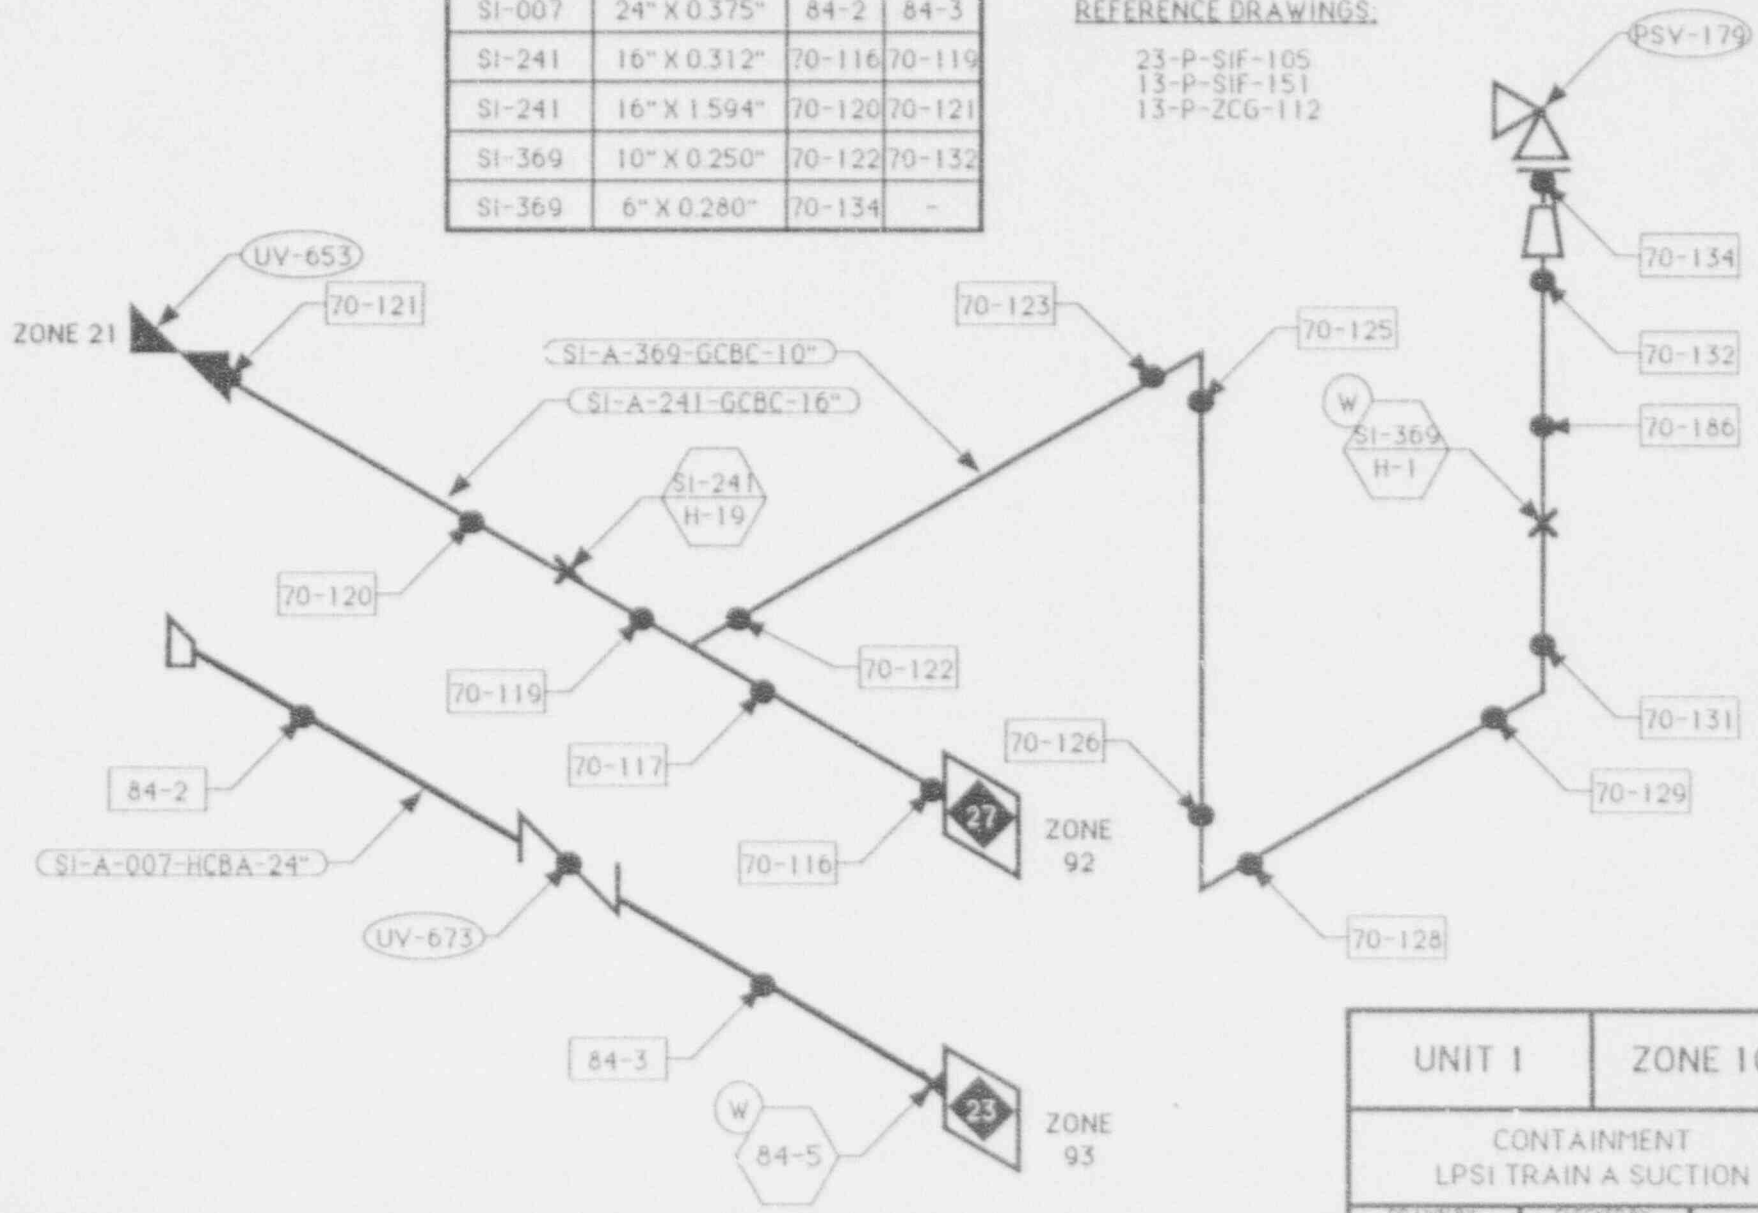 SI-007 24" X 0.375" 84-2 84-3
SI-241 16" X 0.312" 70-116 70-119
SI-241 16" X 1.594" 70-120 70-121
SI-369 10" X 0.250" 70-122 70-132
SI-369 6" X 0.280" 70-134 -
REFERENCE DRAWINGS:
23-P-SIF-105
13-P-SIF-151
13-P-ZCG-112
PSV-179
UV-653
ZONE 21
70-121
SI-A-369-GCBC-10"
SI-A-241-GCBC-16"
70-123
70-125
70-134
70-132
W
SI-369
H-1
70-186
SI-241
H-19
70-120
70-119
70-122
70-117
70-126
70-131
70-129
84-2
SI-A-007-HCBA-24"
70-116
27
ZONE
92
UV-673
70-128
84-3
W
84-5
23
ZONE
93
UNIT 1
ZONE
CONTAINMENT
LPSI TRAIN A SUCTION